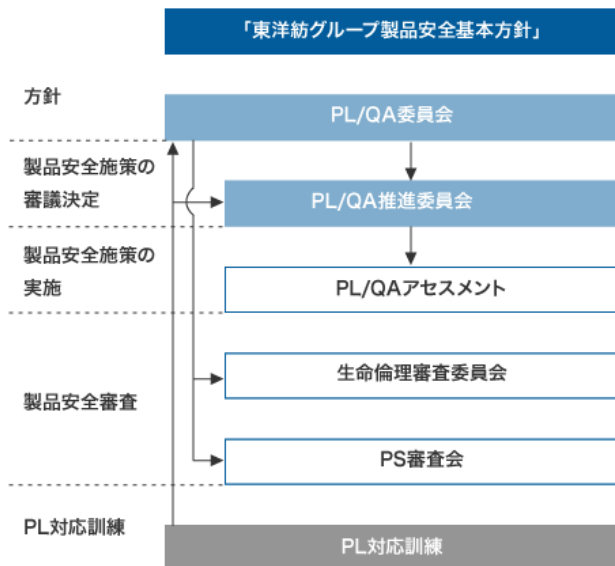 「東洋紡グループ製品安全基本方針」
方針
PL/QA委員会
製品安全施策の
審議決定
PL/QA推進委員会
製品安全施策の
実施
PL/QAアセスメント
生命倫理審査委員会
製品安全審査
PS審査会
PL対応訓練
PL対応訓練